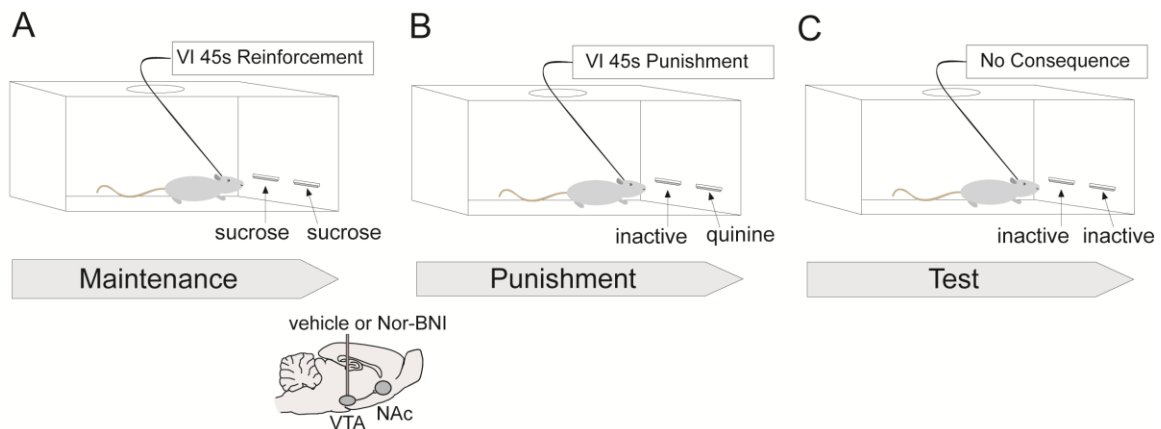 A
VI 45s Reinforcement
sucrose sucrose
Maintenance
B
VI 45s Punishment
inactive quinine
Punishment
C
No Consequence
inactive inactive
Test
vehicle or Nor-BNI
NAc
VTA